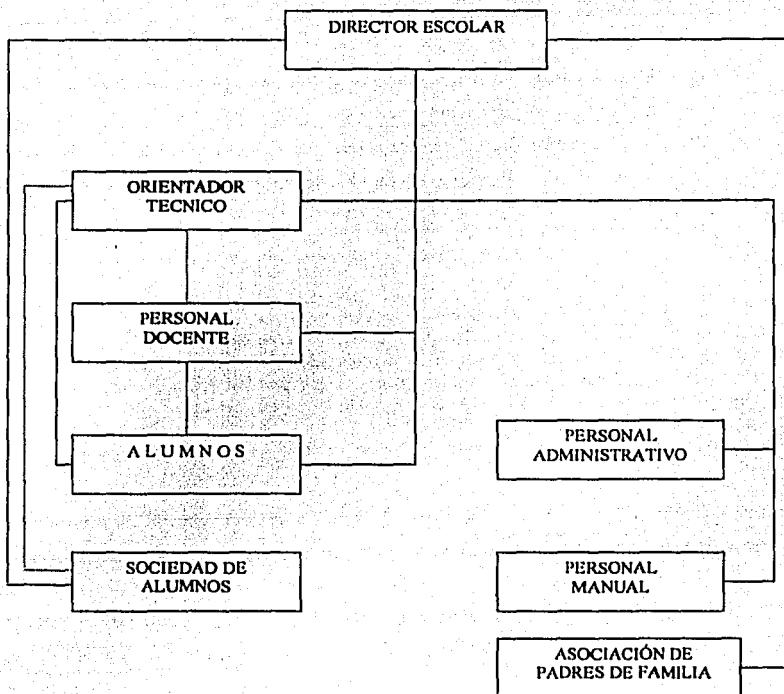 DIRECTOR ESCOLAR
ORIENTADOR
TECNICO
PERSONAL
DOCENTE
A L U M N O S
PERSONAL
ADMINISTRATIVO
SOCIEDAD DE
ALUMNOS
PERSONAL
MANUAL
ASOCIACIÓN DE
PADRES DE FAMILIA